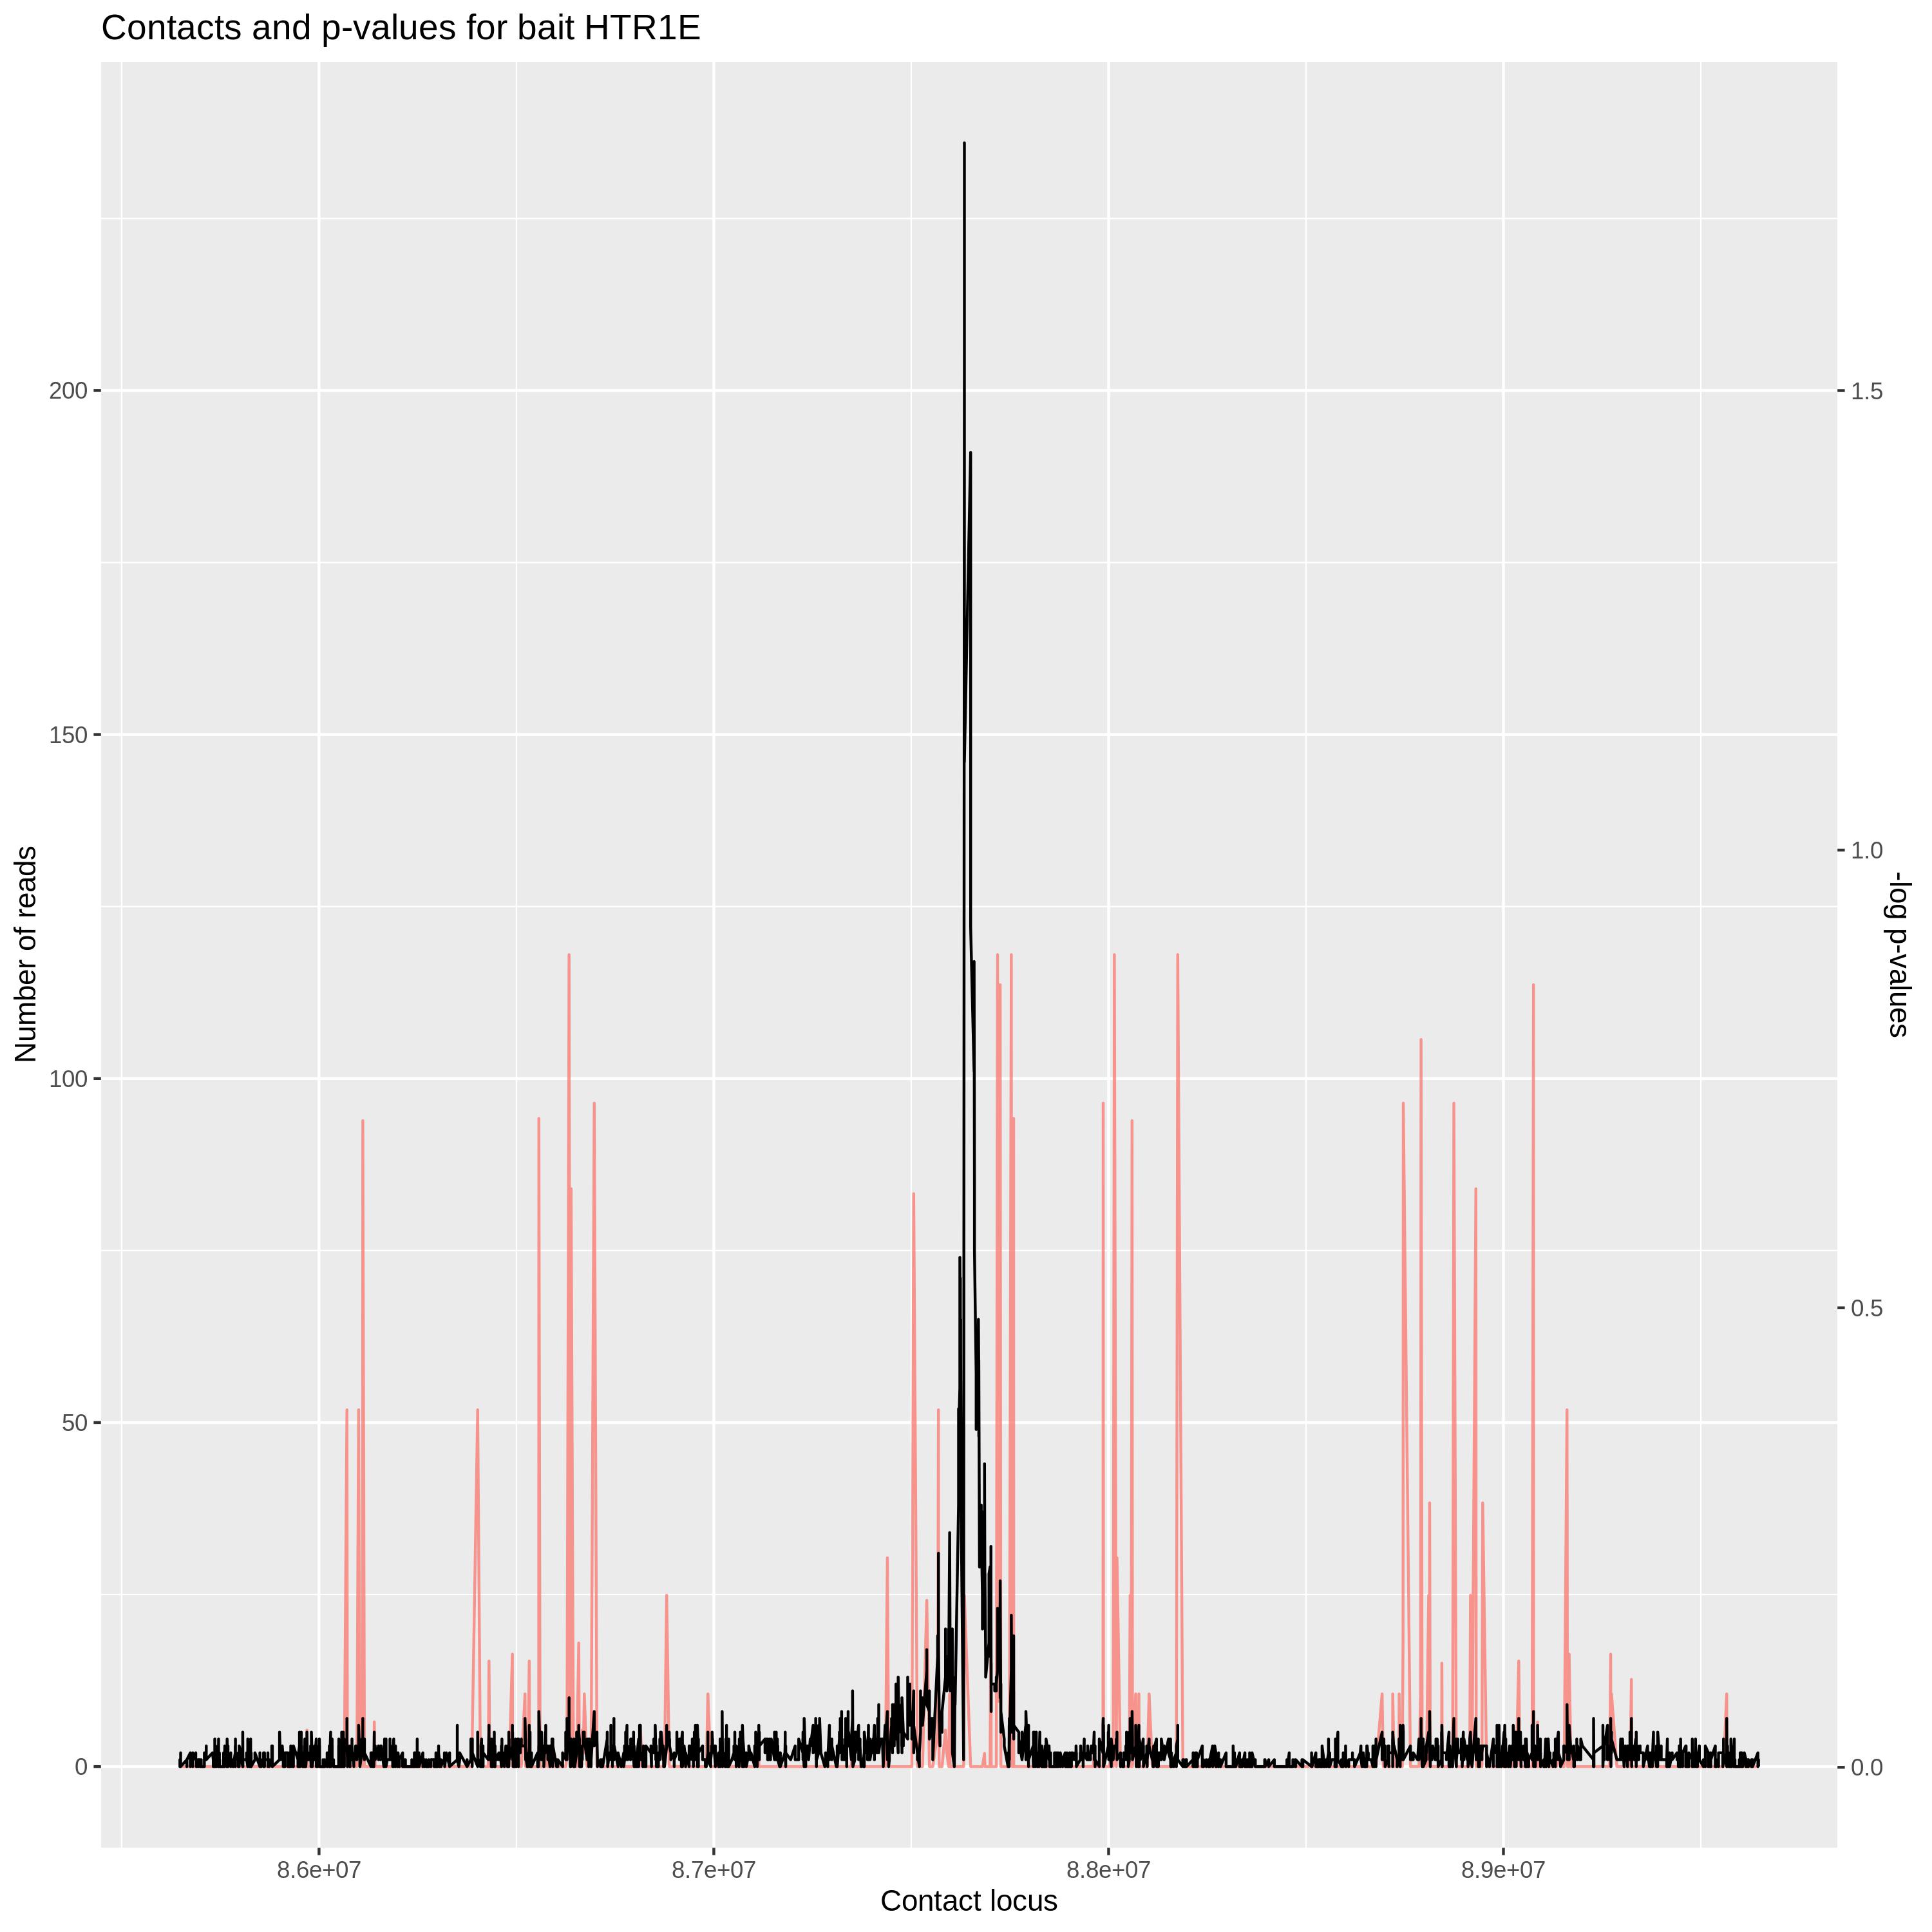 Contacts and p-values for bait HTR1E
Number of reads
200
150
100
50
0
1.5
1.0
0.5
0.0
-log p-values
8.6e+07
8.7e+07
8.8e+07
8.9e+07
Contact locus